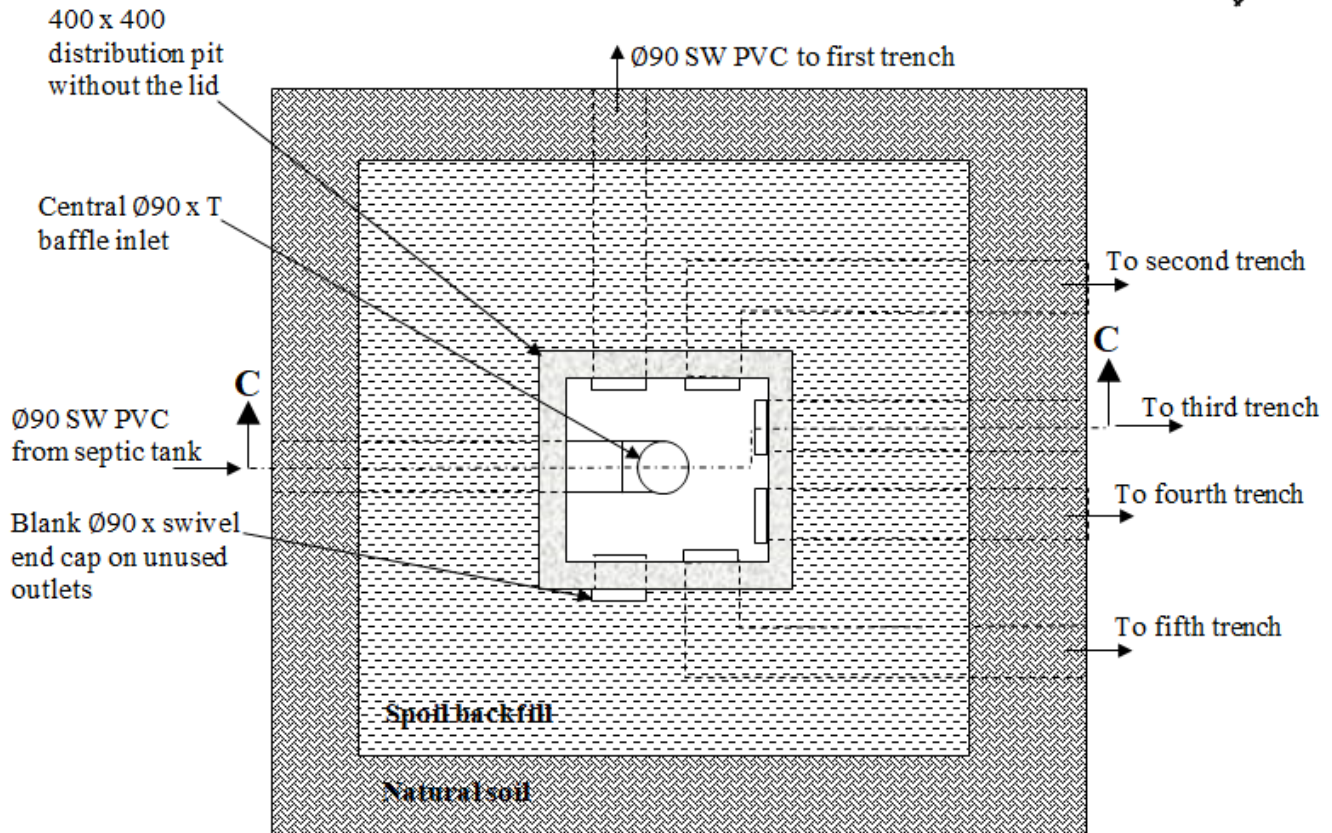 400 x 400
distribution pit
without the lid
Ø90 SW PVC to first trench
Central Ø90 x T
baffle inlet
To second trench
C
C
To third trench
Ø90 SW PVC
from septic tank
To fourth trench
Blank Ø90 x swivel
end cap on unused
outlets
To fifth trench
Spoil backfill
Natural soil